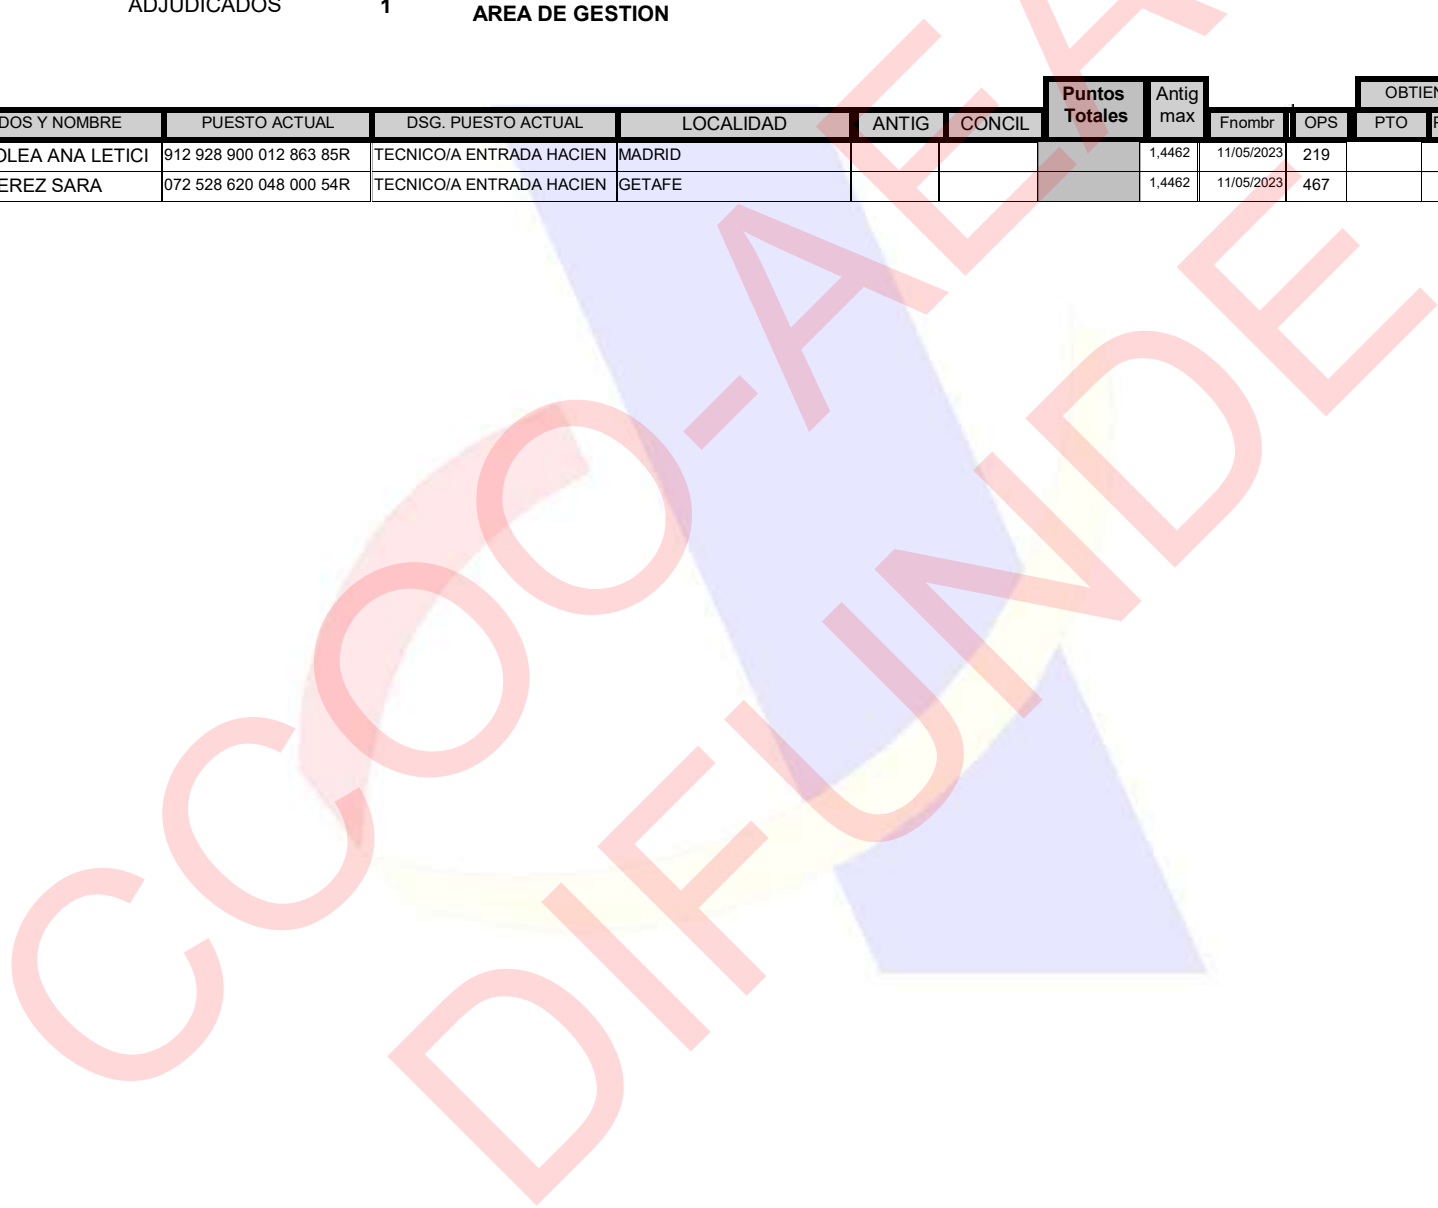 ADJUDICADOS 1 AREA DE GESTION
Puntos Totales Antig max OBTIEN
DOS Y NOMBRE PUESTO ACTUAL DSG. PUESTO ACTUAL LOCALIDAD ANTIG CONCIL Fnombr OPS PTO
OLEA ANA LETICI 912 928 900 012 863 85R TECNICO/A ENTRADA HACIEN MADRID 1,4462 11/05/2023 219
EREZ SARA 072 528 620 048 000 54R TECNICO/A ENTRADA HACIEN GETAFE 1,4462 11/05/2023 467
CCOO-AEA
DIFUNDE